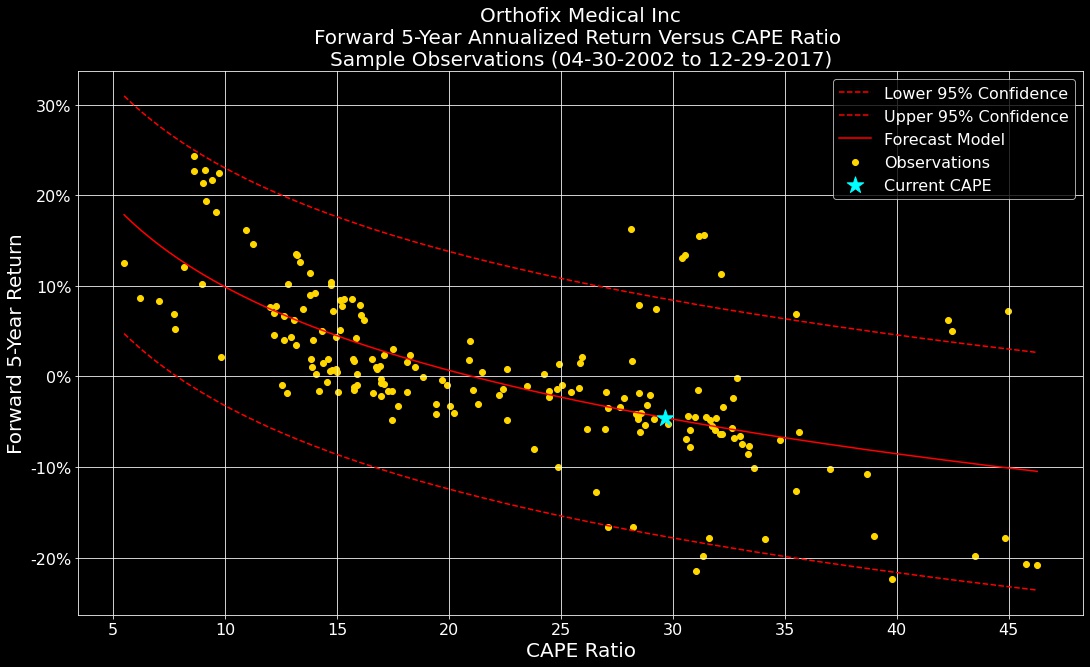 Orthofix Medical Inc
Forward 5-Year Annualized Return Versus CAPE Ratio
Sample Observations (04-30-2002 to 12-29-2017)
Lower 95% Confidence
Upper 95% Confidence
Forecast Model
Observations
Current CAPE
Forward 5-Year Return
30%
20%
10%
0%
-10%
-20%
5 10 15 20 25 30 35 40 45
CAPE Ratio